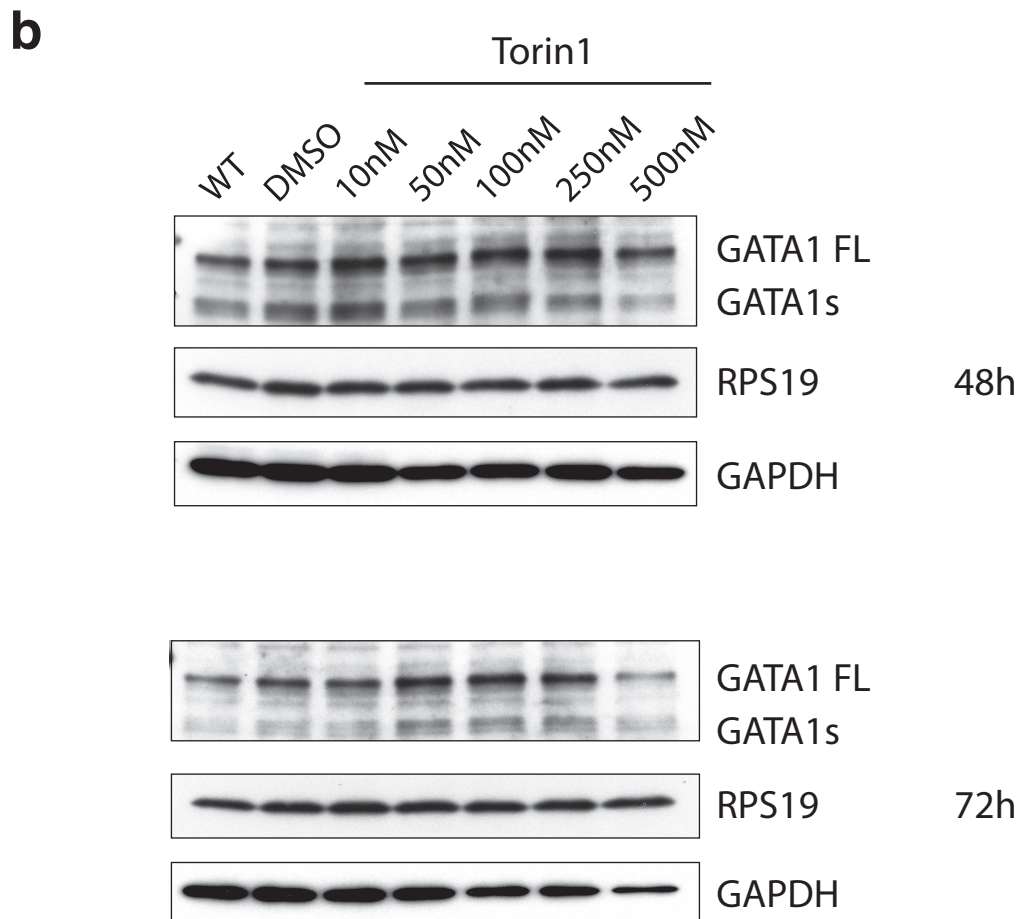 b
Torin1
WT DMSO 10nM 50nM 100nM 250nM 500nM
GATA1 FL
GATA1s
RPS19 48h
GAPDH
GATA1 FL
GATA1s
RPS19 72h
GAPDH